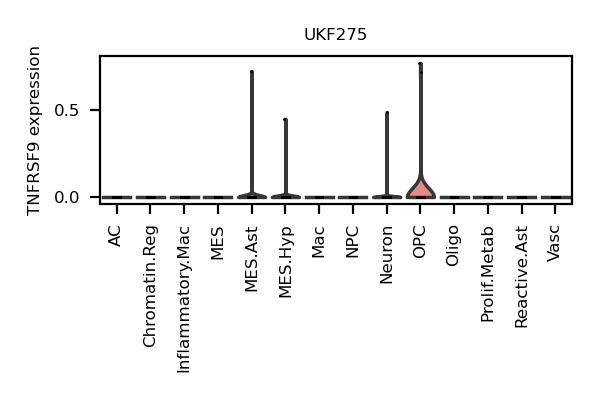 UKF275
TNFRSF9 expression
0.5
0.0
AC
Chromatin.Reg
Inflammatory.Mac
MES
MES.Ast
MES.Hyp
Mac
NPC
Neuron
OPC
Oligo
Prolif.Metab
Reactive.Ast
Vasc